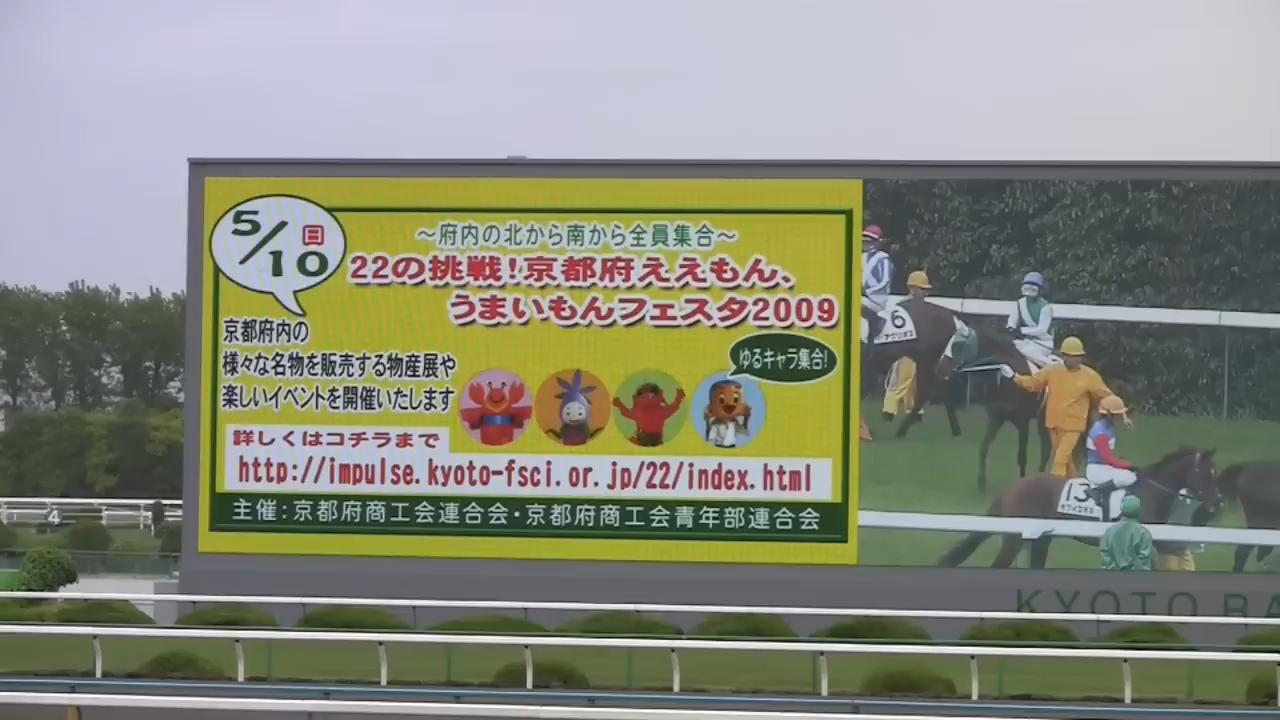 5/10 日
～府内の北から南から全員集合～
22の挑戦!京都府ええもん、
うまいもんフェスタ2009
京都府内の
様々な名物を販売する物産展や
楽しいイベントを開催いたします
ゆるキャラ集合!
詳しくはコチラまで
http://impulse.kyoto-fsci.or.jp/22/index.html
主催:京都府商工会連合会・京都府商工会青年部連合会
6
13
4
KYOTO RA